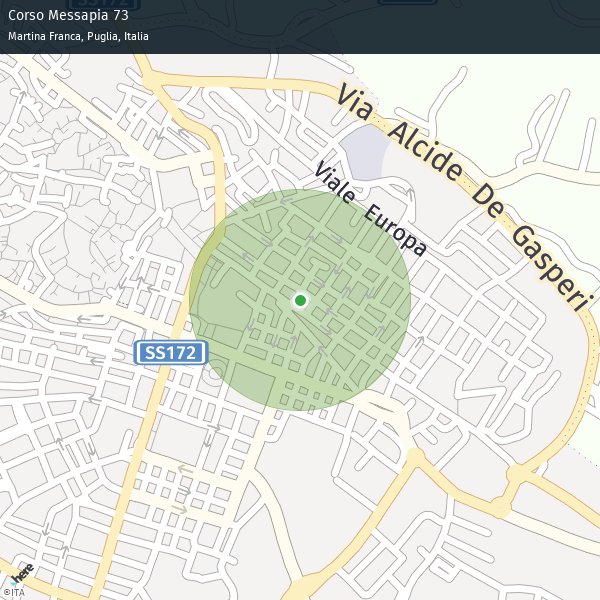 Corso Messapia 73
Martina Franca, Puglia, Italia
Via Alcide De Gasperi
Viale Europa
SS172
here
©ITA